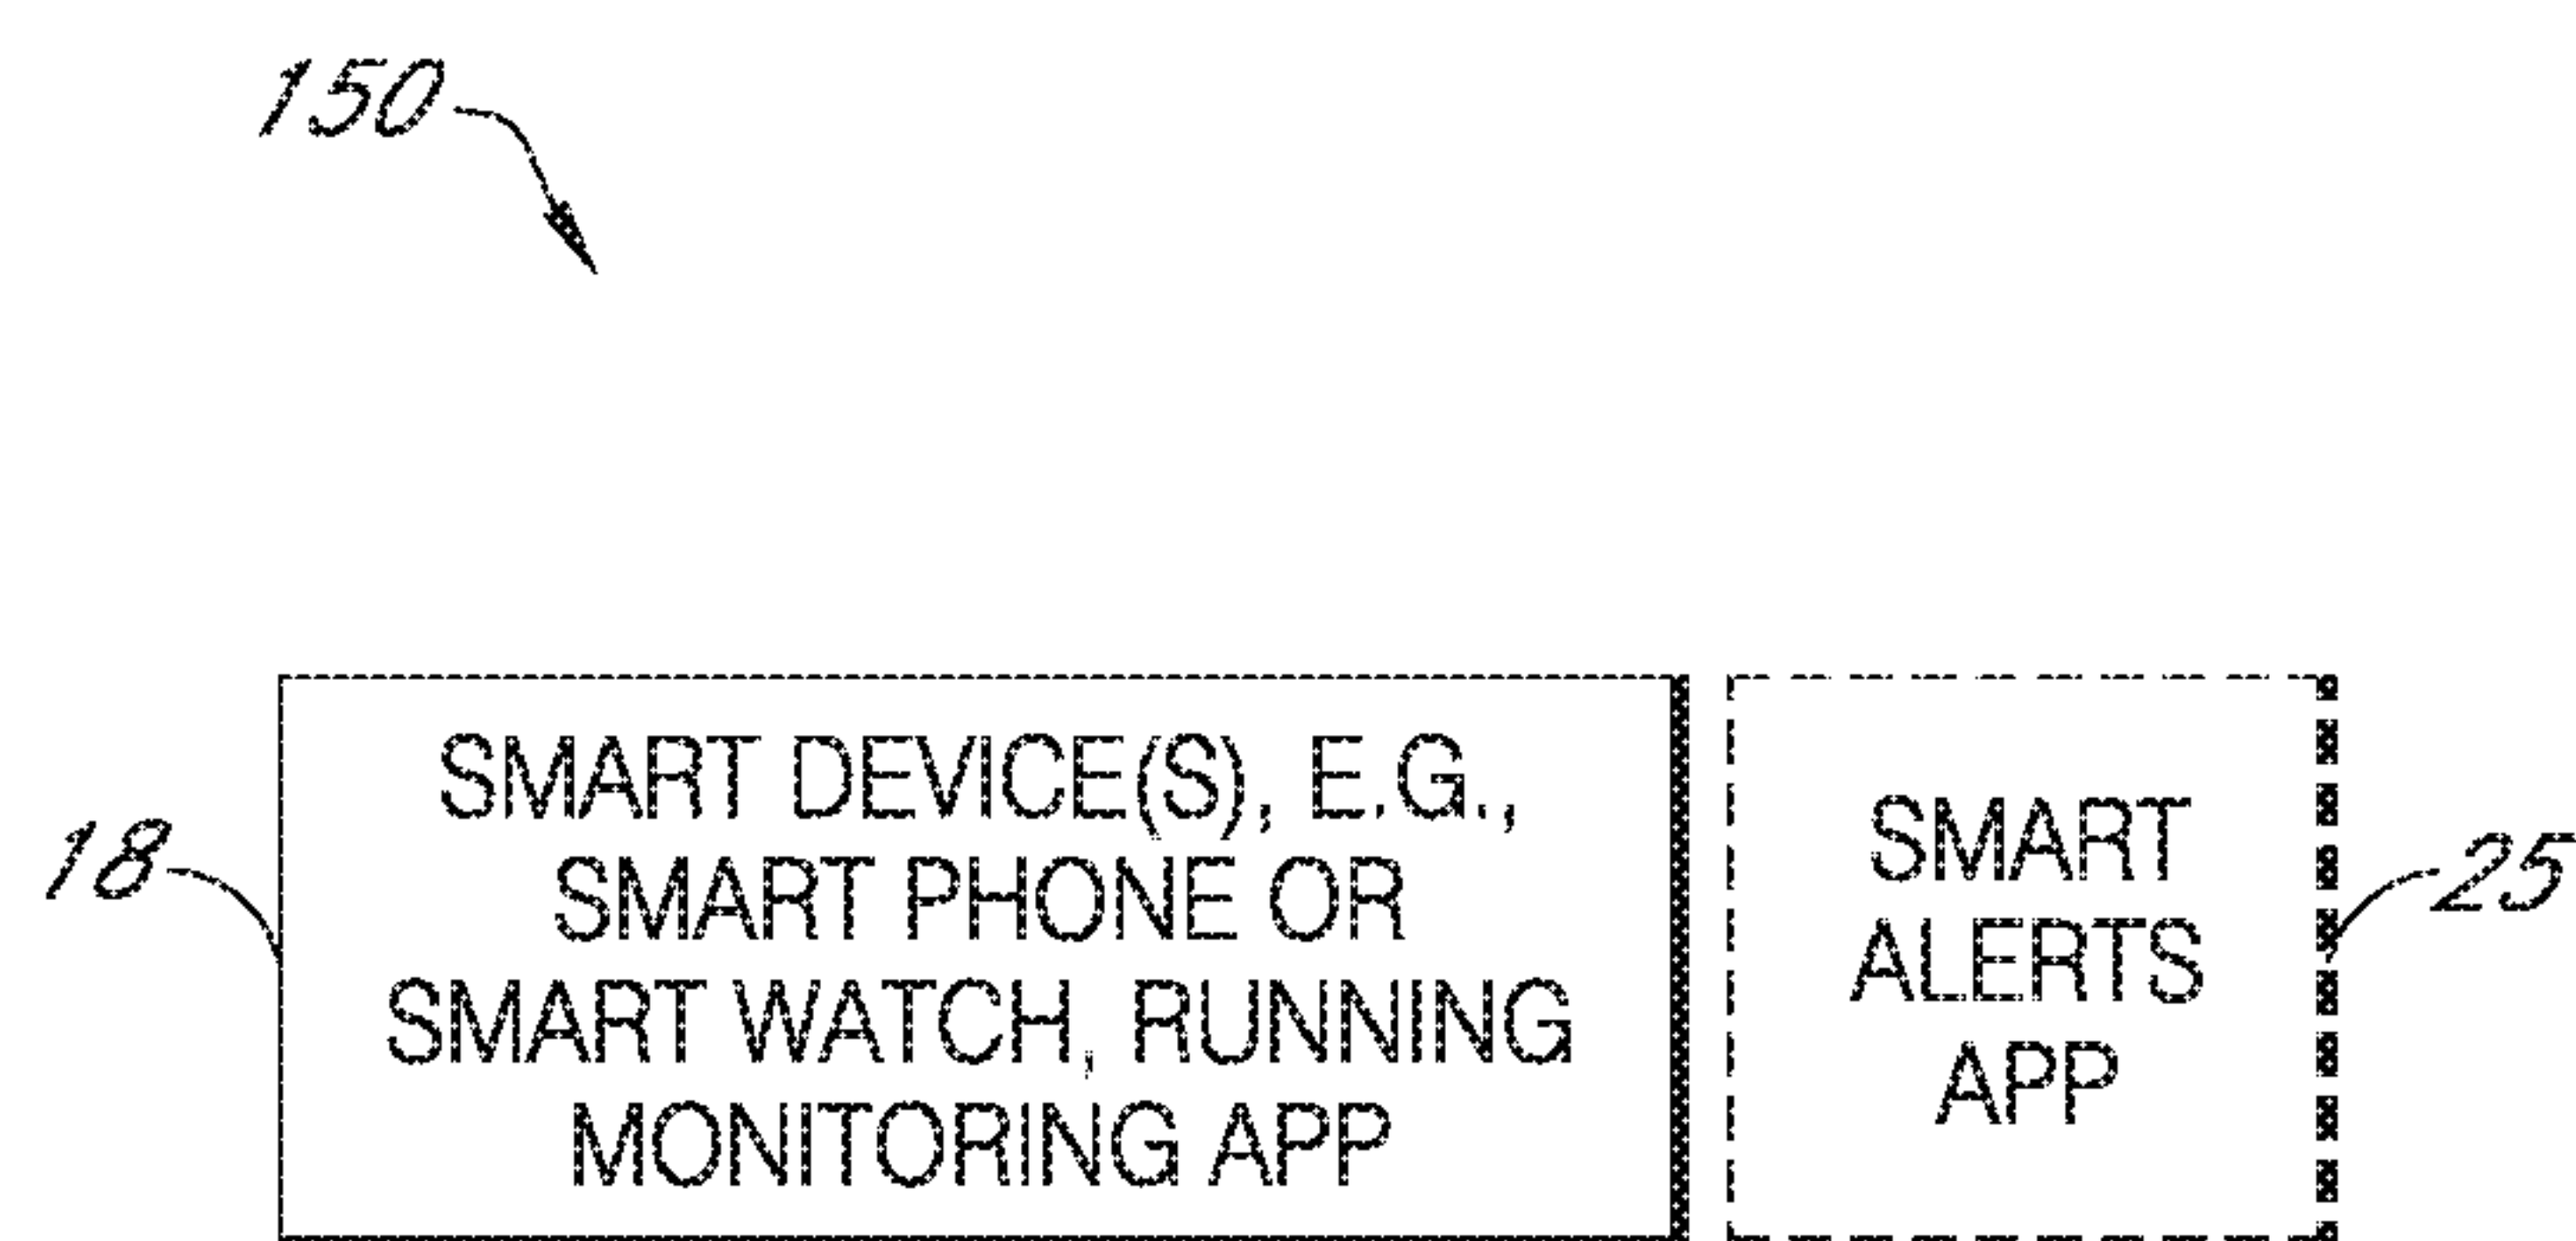 150
18
SMART DEVICE(S), E.G.,
SMART PHONE OR
SMART WATCH, RUNNING
MONITORING APP
SMART
ALERTS
APP
25